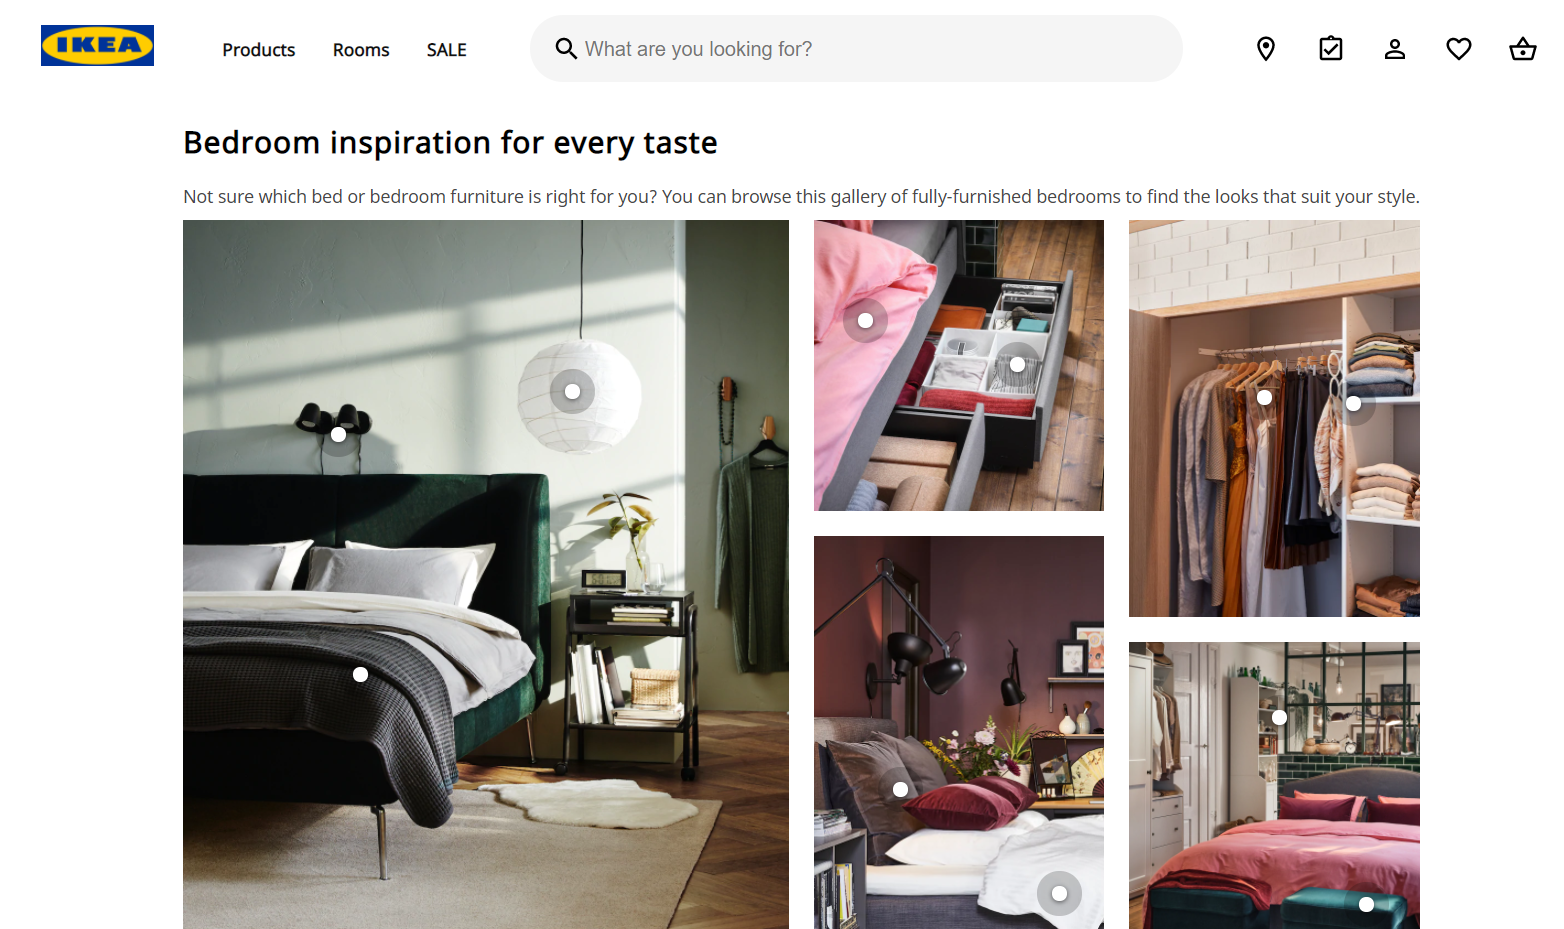 IKEA
Products Rooms SALE
What are you looking for?
Bedroom inspiration for every taste
Not sure which bed or bedroom furniture is right for you? You can browse this gallery of fully-furnished bedrooms to find the looks that suit your style.